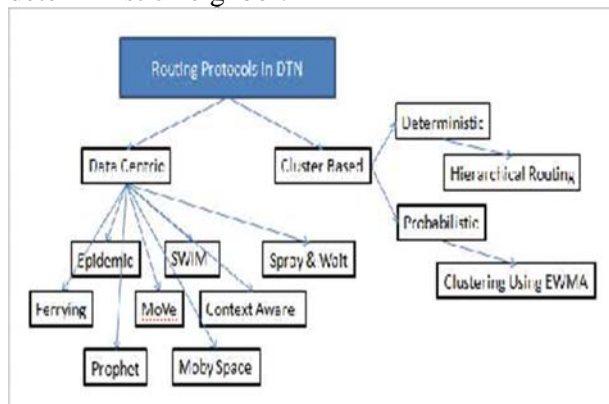 Routing Protocols In DTN
Deterministic
Data Centric
Cluster Based
Hierarchical Routing
Probabilistic
Epidemic
SWIM
Spray & Wait
Clustering Using EWMA
Ferrying
MoVe
Context Aware
Prophet
Moby Space